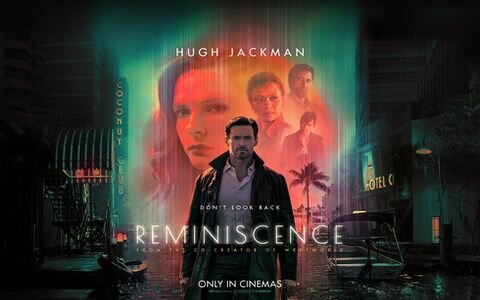 HUGH JACKMAN
COCONUT CLUB
HOTEL
DON'T LOOK BACK
REMINISCENCE
FROM THE CO-CREATOR OF WESTWORLD
ONLY IN CINEMAS